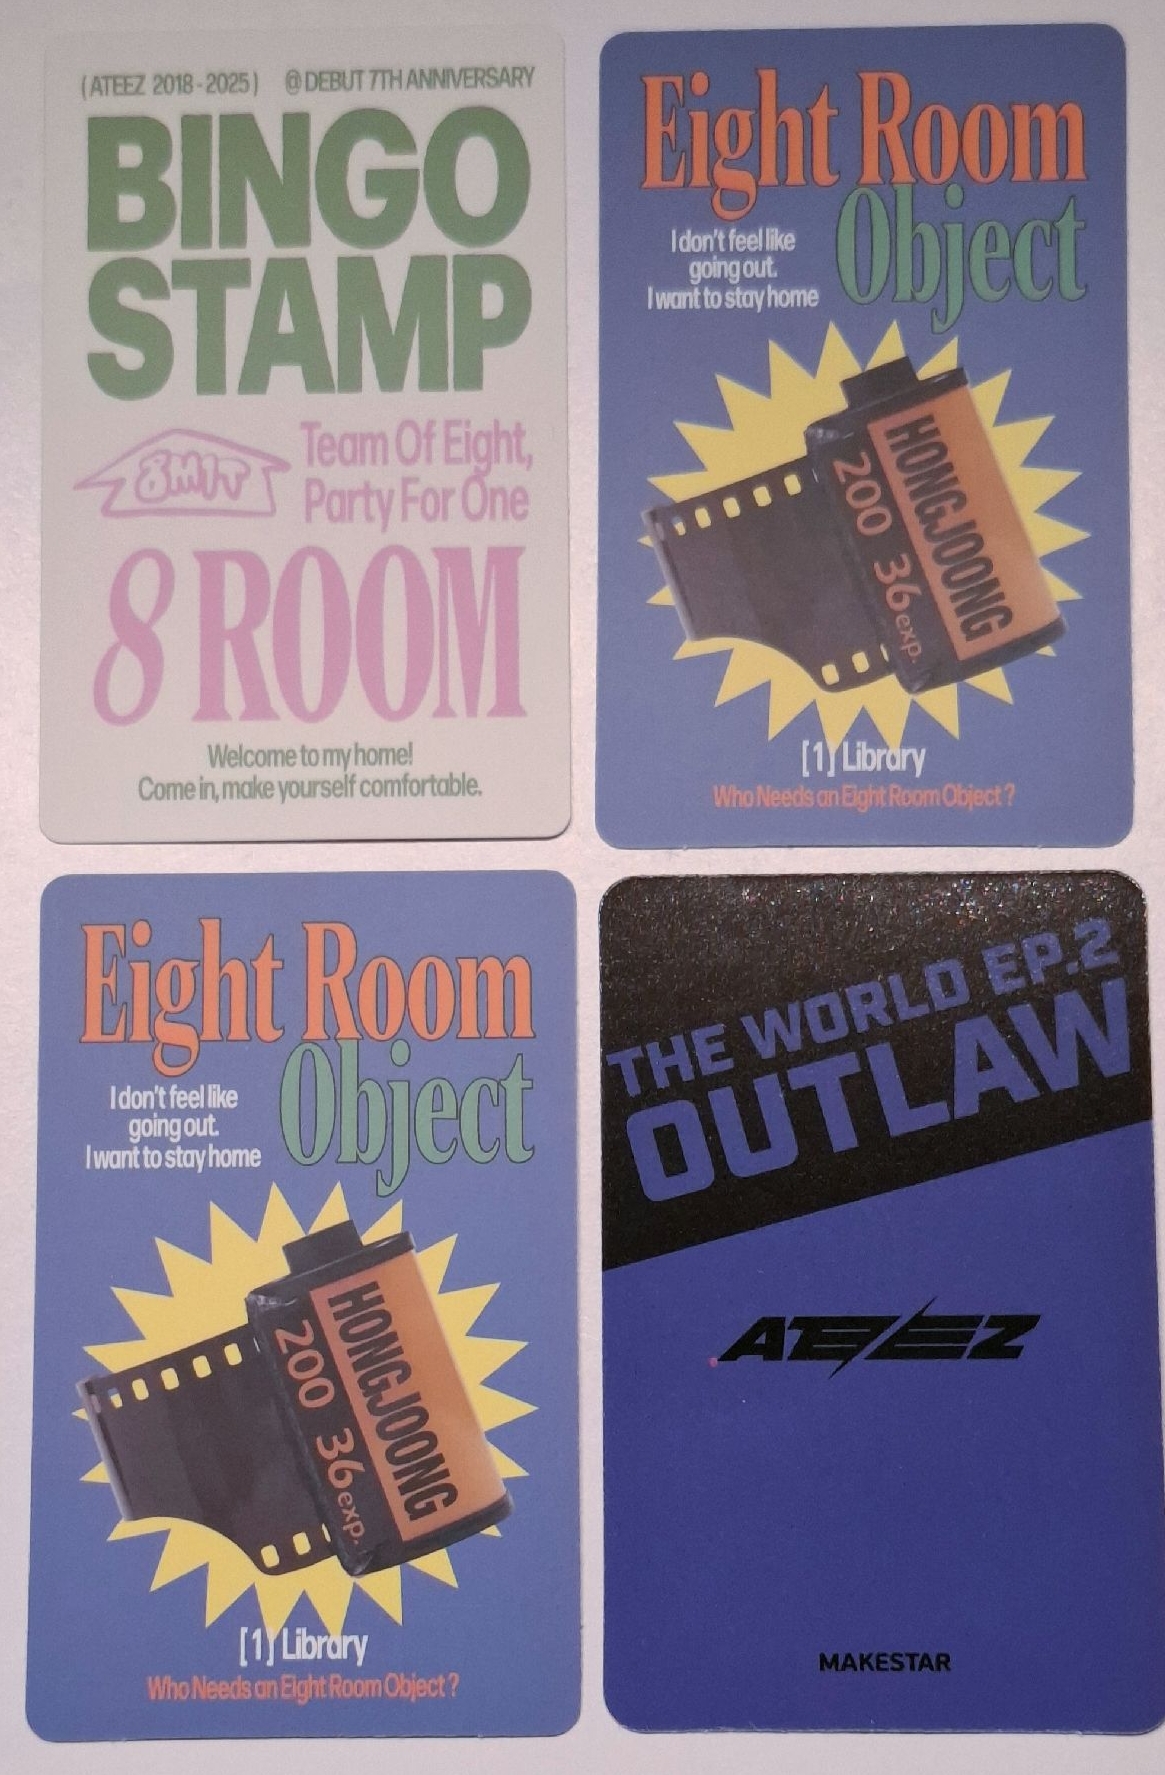 (ATEEZ 2018-2025) @DEBUT 7TH ANNIVERSARY
BINGO
STAMP
8MIT
Team Of Eight,
Party For One
8 ROOM
Welcome to my home!
Come in, make yourself comfortable.
Eight Room
Object
I don't feel like
going out.
I want to stay home
HONGJOONG
200 36exp.
[1] Library
Who Needs an Eight Room Object?
Eight Room
Object
I don't feel like
going out.
I want to stay home
HONGJOONG
200 36exp.
[1] Library
Who Needs an Eight Room Object?
THE WORLD EP.2
OUTLAW
ATEEZ
MAKESTAR